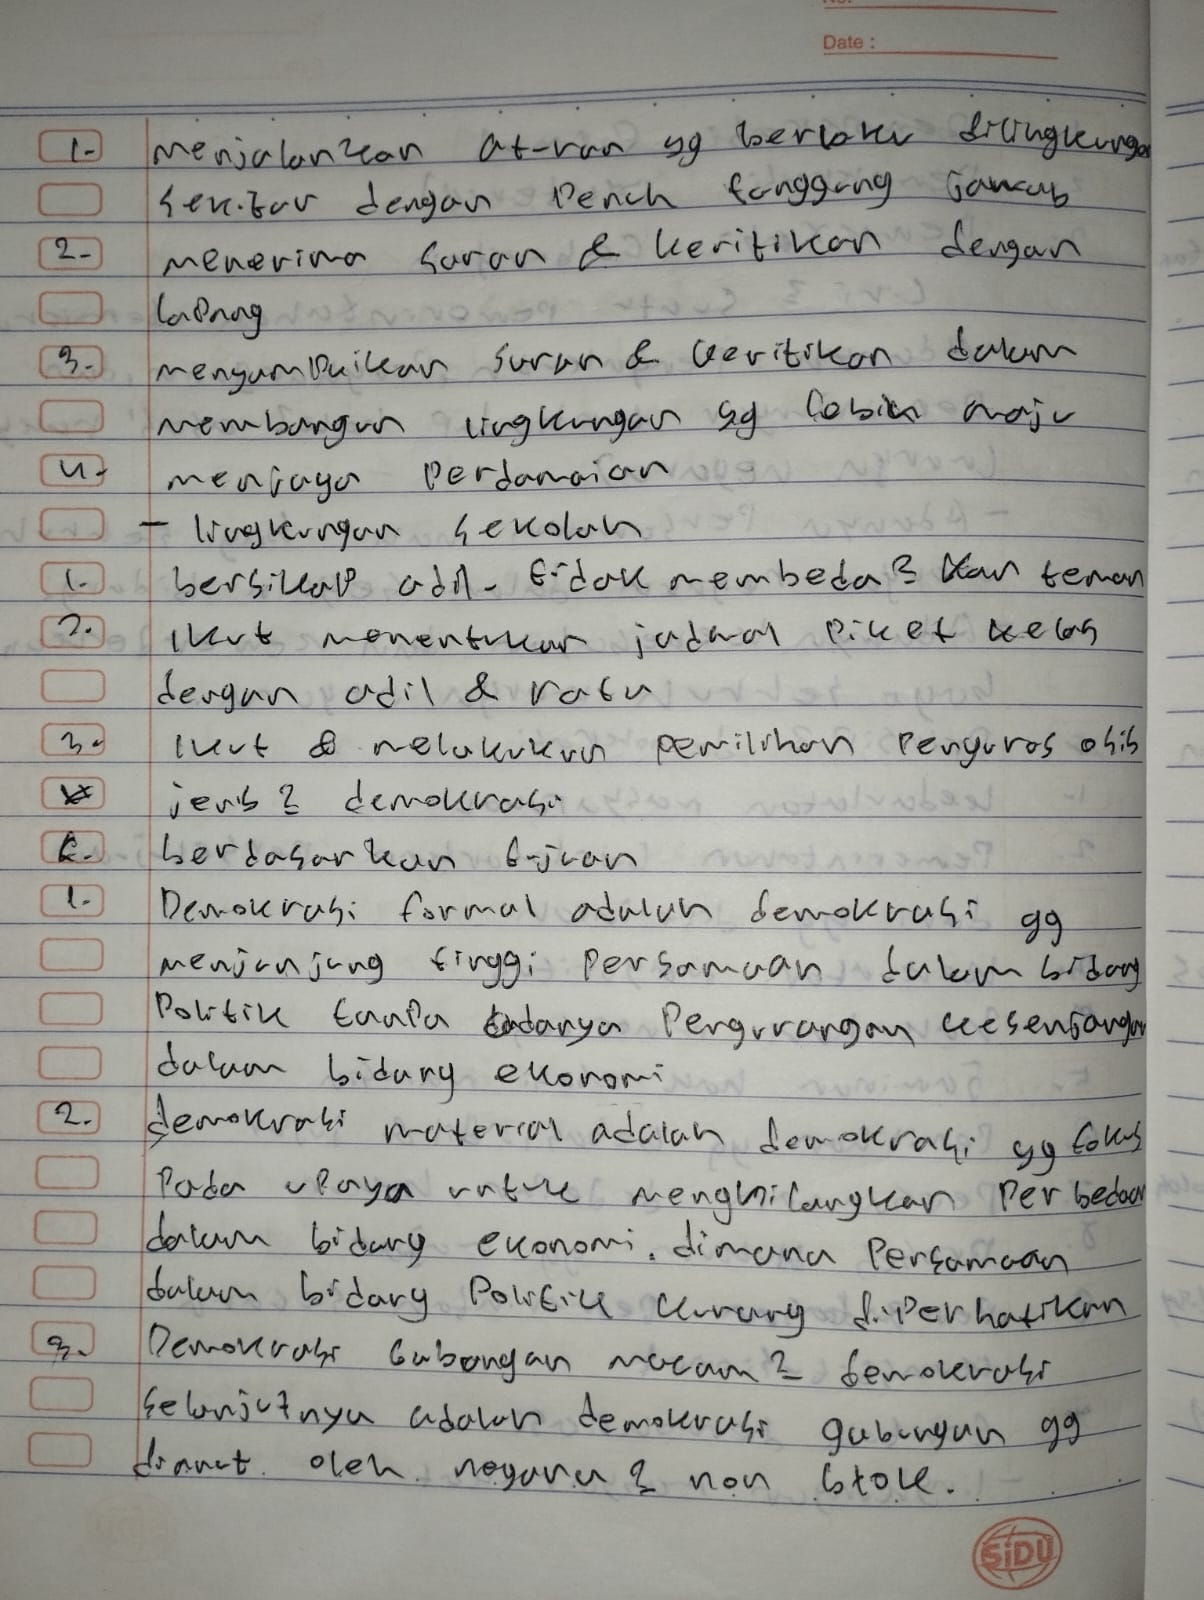 No:
Date :
1. Menjalankan aturan yg berlaku dilingkungan
sekitar dengan penuh tanggung jawab
2. Menerima saran & keritikan dengan
lapang
3. menyampaikan saran & keritikan dalam
membangun lingkungan yg lebih maju
4. menjaga perdamaian
- lingkungan sekolah
1. bersikap adil - tidak membeda2 kan teman
2. Ikut menentukan jadwal piket kelas
dengan adil & rata
3. Ikut & melakukan pemilihan pengurus osis
jenis2 demokrasi
berdasarkan tujuan
1. Demokrasi formal adalah demokrasi yg
menjunjung tinggi persamaan dalam bidang
Politik tanpa adanya pengurangan kesenjangan
dalam bidang ekonomi
2. demokrasi material adalah demokrasi yg fokus
pada upaya untuk menghilangkan perbedaan
dalam bidang ekonomi. dimana persamaan
dalam bidang politik kurang diperhatikan
3. Demokrasi Gabongan macam2 demokrasi
selanjutnya adalah demokrasi gabungan yg
dianut oleh negara2 non blok.
SiDU